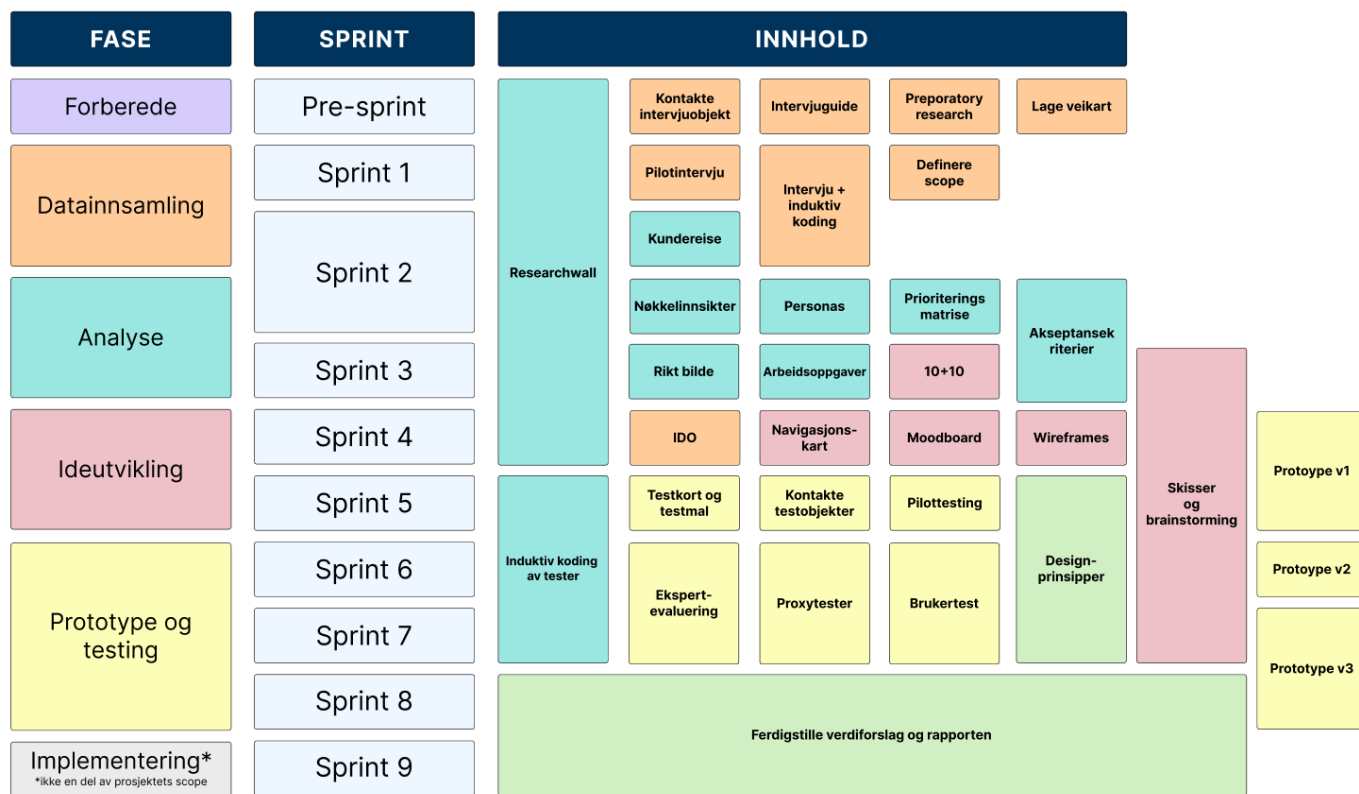 FASE
SPRINT
INNHOLD
Forberede
Pre-sprint
Kontakte
intervjuobjekt
Intervjuguide
Preporatory
research
Lage veikart
Datainnsamling
Sprint 1
Pilotintervju
Intervju +
induktiv
koding
Definere
scope
Sprint 2
Kundereise
Researchwall
Analyse
Nøkkelinnsikter
Personas
Prioriterings
matrise
Akseptansek
riterier
Sprint 3
Rikt bilde
Arbeidsoppgaver
10+10
Ideutvikling
Sprint 4
IDO
Navigasjons-
kart
Moodboard
Wireframes
Skisser
og
brainstorming
Protoype v1
Sprint 5
Testkort og
testmal
Kontakte
testobjekter
Pilottesting
Prototype og
testing
Sprint 6
Induktiv koding
av tester
Ekspert-
evaluering
Proxytester
Brukertest
Design-
prinsipper
Protoype v2
Sprint 7
Prototype v3
Sprint 8
Ferdigstille verdiforslag og rapporten
Implementering*
*ikke en del av prosjektets scope
Sprint 9